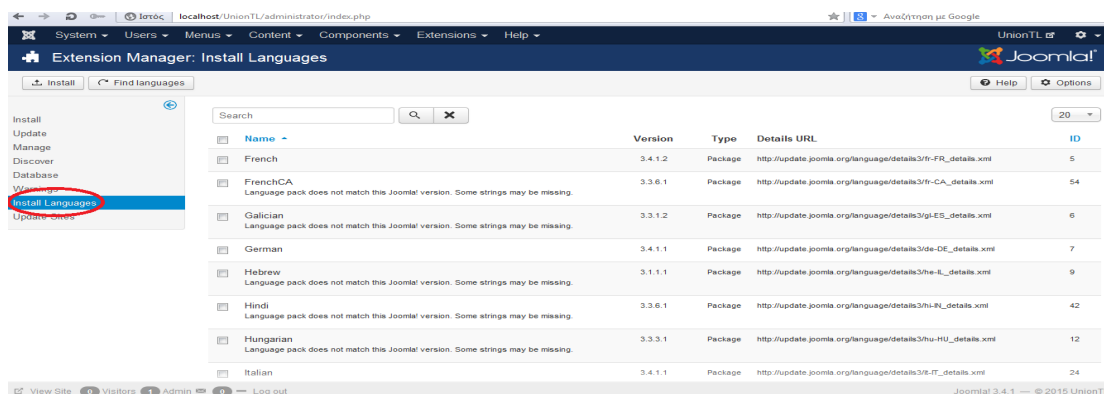 Ιστός localhost/UnionTL/administrator/index.php Αναζήτηση με Google
System Users Menus Content Components Extensions Help UnionTL
Extension Manager: Install Languages Joomla!
Install Find languages Help Options
Install
Update
Manage
Discover
Database
Warnings
Install Languages
Update Sites
Search 20
Name Version Type Details URL ID
French 3.4.1.2 Package http://update.joomla.org/language/details3/fr-FR_details.xml 5
FrenchCA 3.3.6.1 Package http://update.joomla.org/language/details3/fr-CA_details.xml 54
Language pack does not match this Joomla! version. Some strings may be missing.
Galician 3.3.1.2 Package http://update.joomla.org/language/details3/gl-ES_details.xml 6
Language pack does not match this Joomla! version. Some strings may be missing.
German 3.4.1.1 Package http://update.joomla.org/language/details3/de-DE_details.xml 7
Hebrew 3.1.1.1 Package http://update.joomla.org/language/details3/he-IL_details.xml 9
Language pack does not match this Joomla! version. Some strings may be missing.
Hindi 3.3.6.1 Package http://update.joomla.org/language/details3/hi-IN_details.xml 42
Language pack does not match this Joomla! version. Some strings may be missing.
Hungarian 3.3.3.1 Package http://update.joomla.org/language/details3/hu-HU_details.xml 12
Language pack does not match this Joomla! version. Some strings may be missing.
Italian 3.4.1.1 Package http://update.joomla.org/language/details3/it-IT_details.xml 24
View Site 0 Visitors 1 Admin 0 Log out Joomla! 3.4.1 — © 2015 UnionT